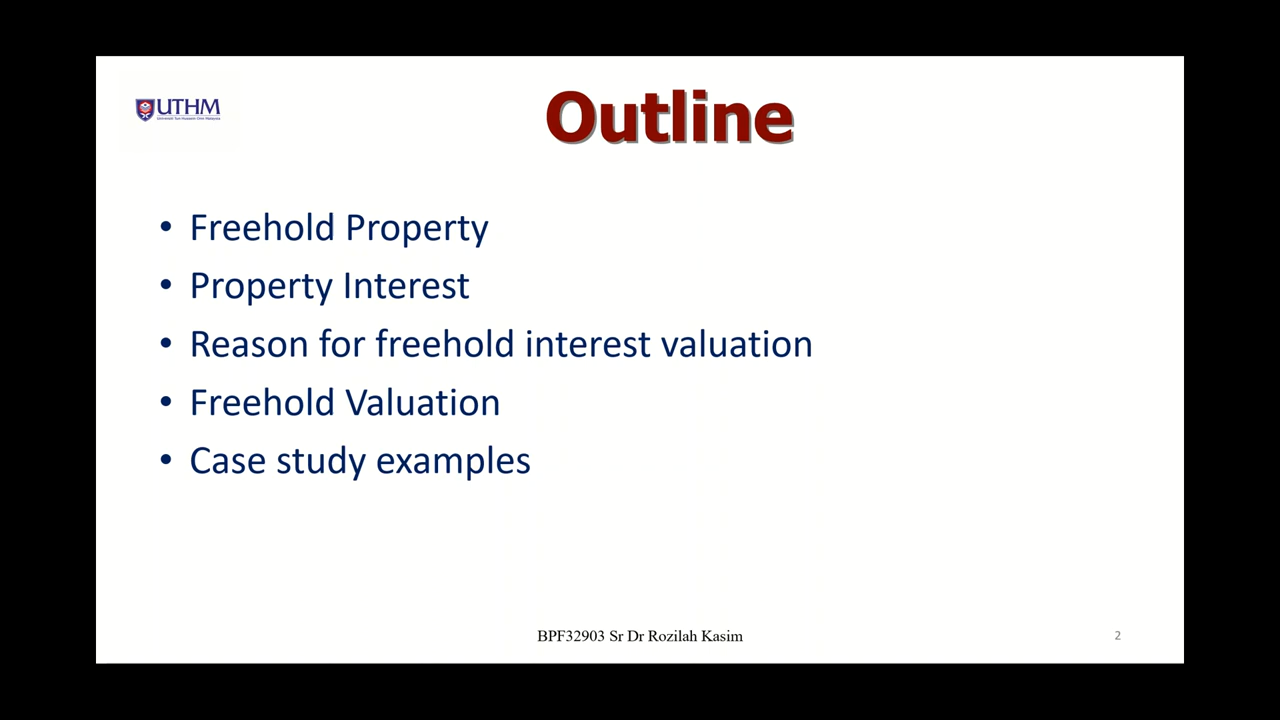 UTHM
Universiti Tun Hussein Onn Malaysia
Outline
• Freehold Property
• Property Interest
• Reason for freehold interest valuation
• Freehold Valuation
• Case study examples
BPF32903 Sr Dr Rozilah Kasim
2